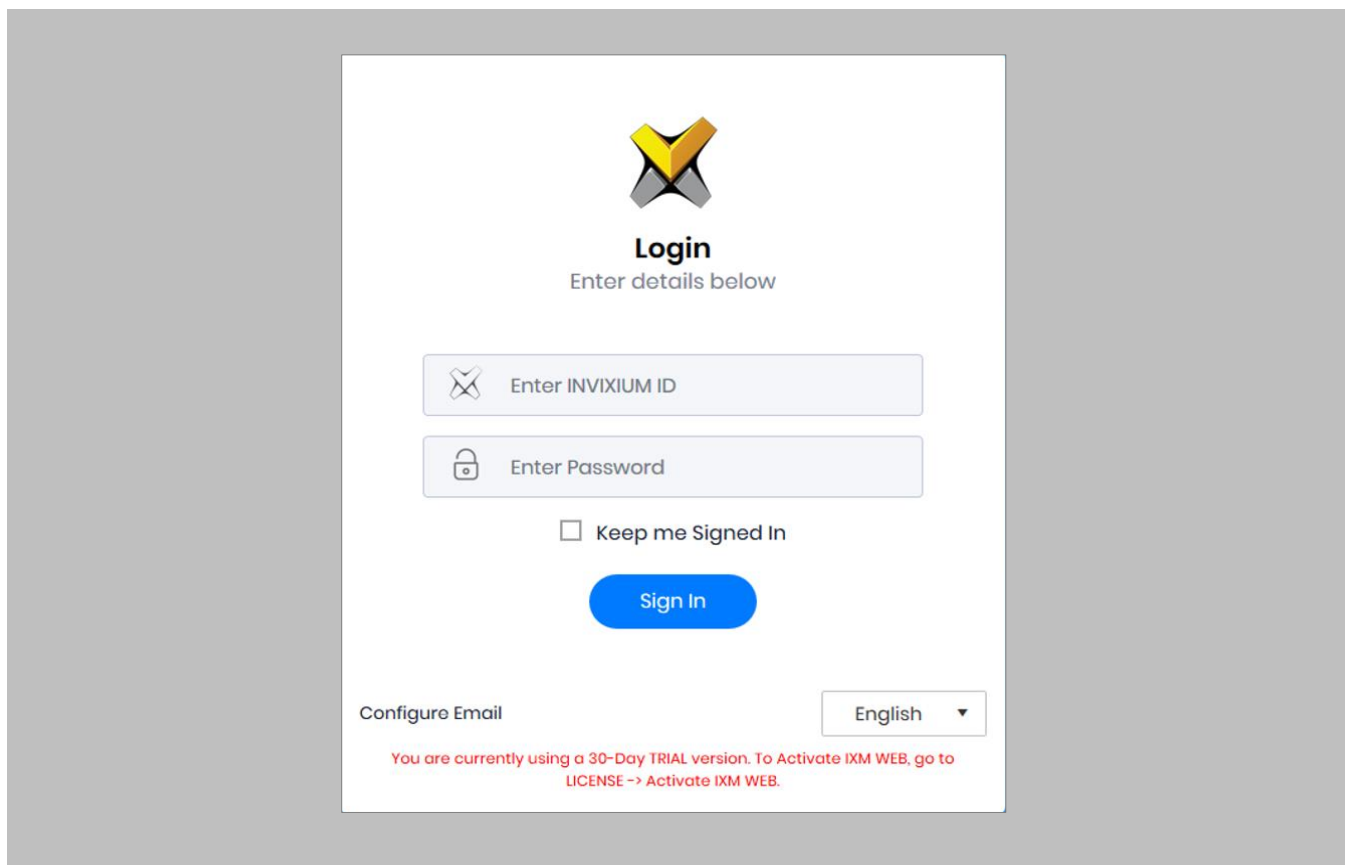 Login
Enter details below
Enter INVIXIUM ID
Enter Password
Keep me Signed In
Sign In
Configure Email
English
You are currently using a 30-Day TRIAL version. To Activate IXM WEB, go to
LICENSE -> Activate IXM WEB.